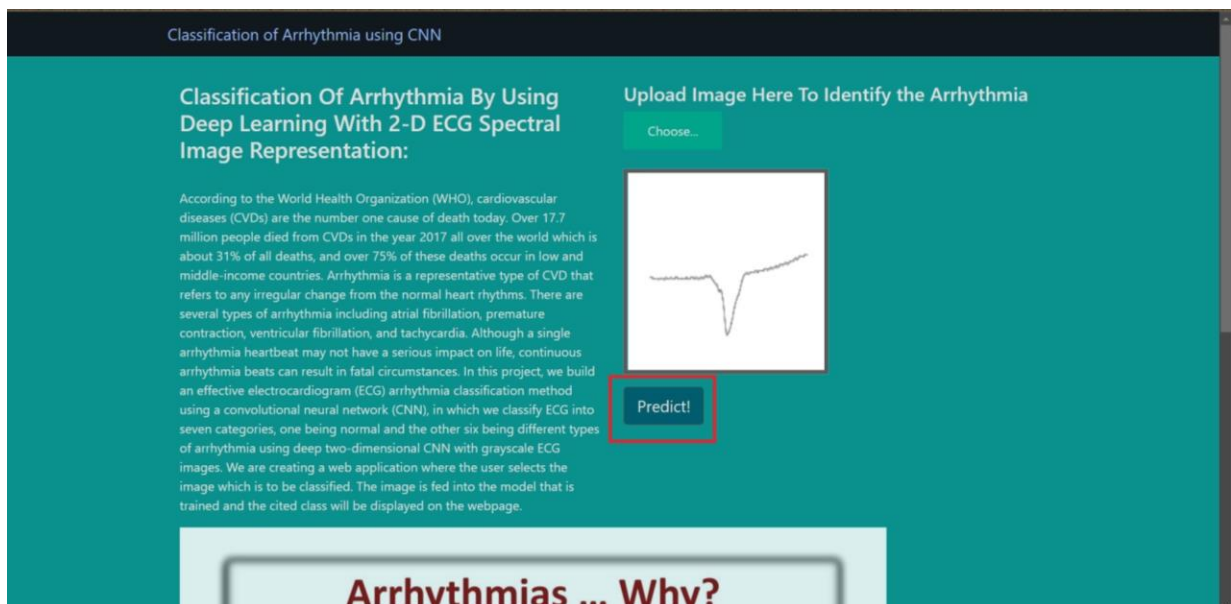 Classification of Arrhythmia using CNN
Classification Of Arrhythmia By Using
Deep Learning With 2-D ECG Spectral
Image Representation:
According to the World Health Organization (WHO), cardiovascular
diseases (CVDs) are the number one cause of death today. Over 17.7
million people died from CVDs in the year 2017 all over the world which is
about 31% of all deaths, and over 75% of these deaths occur in low and
middle-income countries. Arrhythmia is a representative type of CVD that
refers to any irregular change from the normal heart rhythms. There are
several types of arrhythmia including atrial fibrillation, premature
contraction, ventricular fibrillation, and tachycardia. Although a single
arrhythmia heartbeat may not have a serious impact on life, continuous
arrhythmia beats can result in fatal circumstances. In this project, we build
an effective electrocardiogram (ECG) arrhythmia classification method
using a convolutional neural network (CNN), in which we classify ECG into
seven categories, one being normal and the other six being different types
of arrhythmia using deep two-dimensional CNN with grayscale ECG
images. We are creating a web application where the user selects the
image which is to be classified. The image is fed into the model that is
trained and the cited class will be displayed on the webpage.
Upload Image Here To Identify the Arrhythmia
Choose...
Predict!
Arrhythmias ... Why?